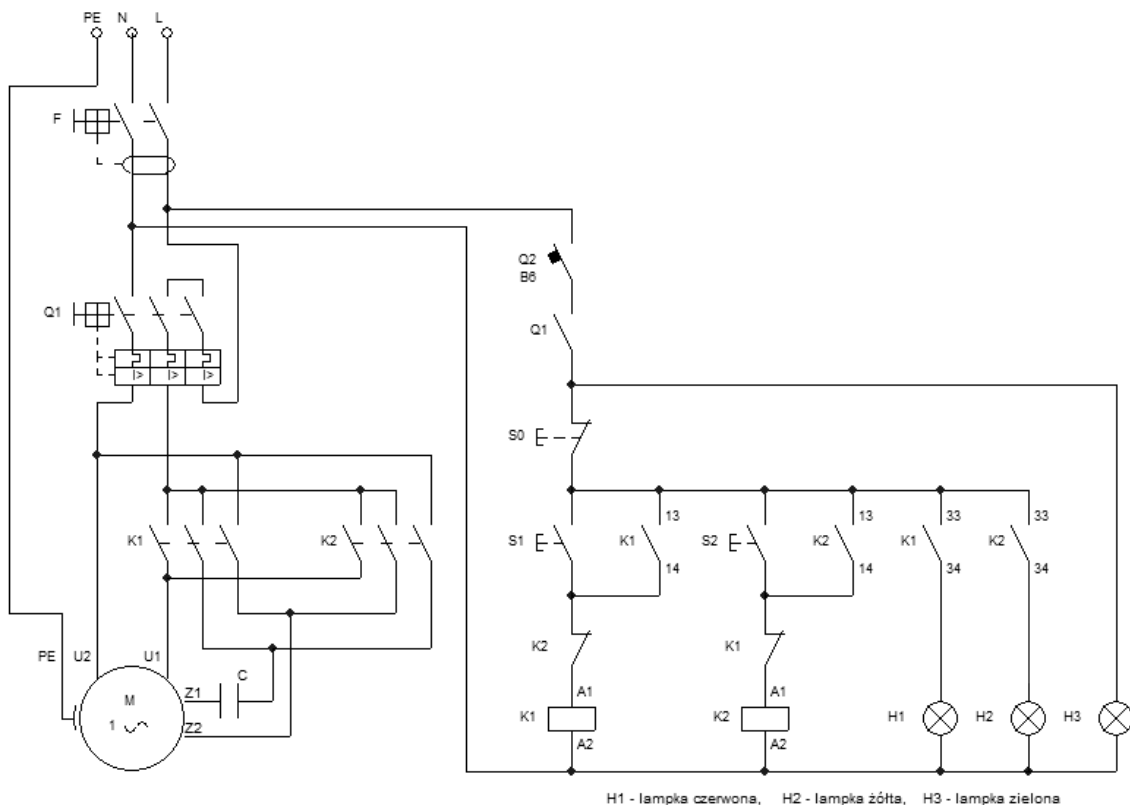 PE N L
F
Q2
B6
Q1
Q1
I> I> I>
S0
13 13 33 33
K1 K2 S1 K1 S2 K2 K1 K2
14 14 34 34
K2 K1
PE U2 U1
C
Z1
M
1
Z2
A1 A1
K1 K2 H1 H2 H3
A2 A2
H1 - lampka czerwona, H2 - lampka żółta, H3 - lampka zielona